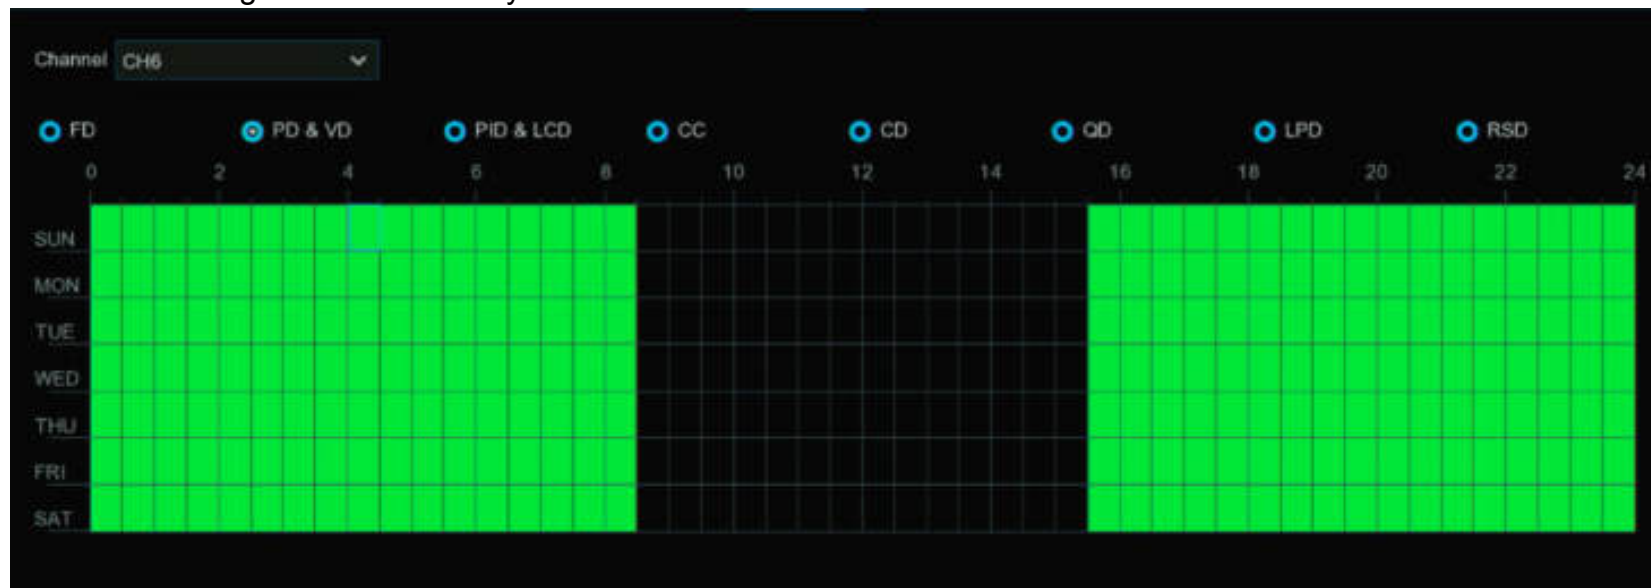 Channel CH6
FD PD & VD PID & LCD CC CD QD LPD RSD
0 2 4 6 8 10 12 14 16 18 20 22 24
SUN
MON
TUE
WED
THU
FRI
SAT